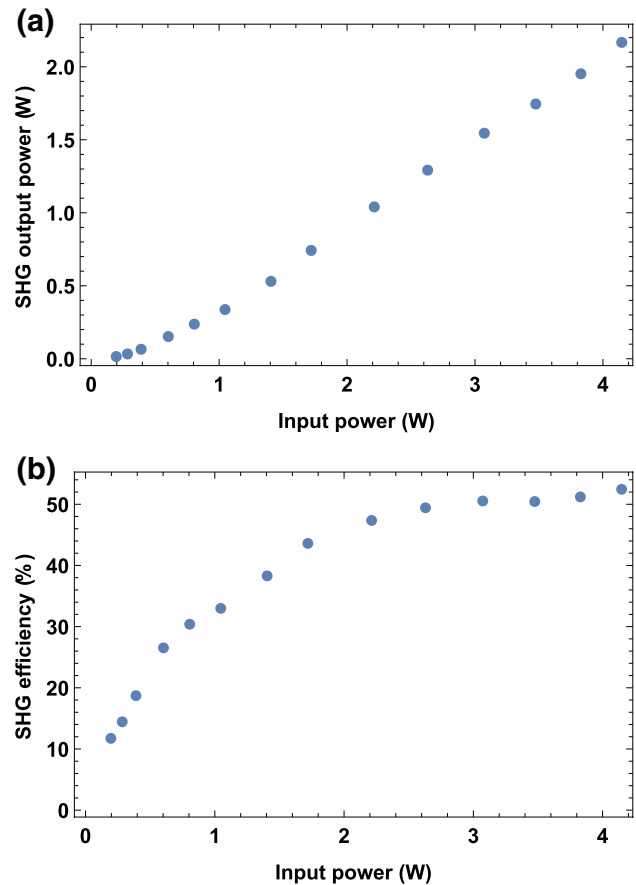 (a)
SHG output power (W)
2.0
1.5
1.0
0.5
0.0
0 1 2 3 4
Input power (W)
(b)
SHG efficiency (%)
50
40
30
20
10
0
0 1 2 3 4
Input power (W)